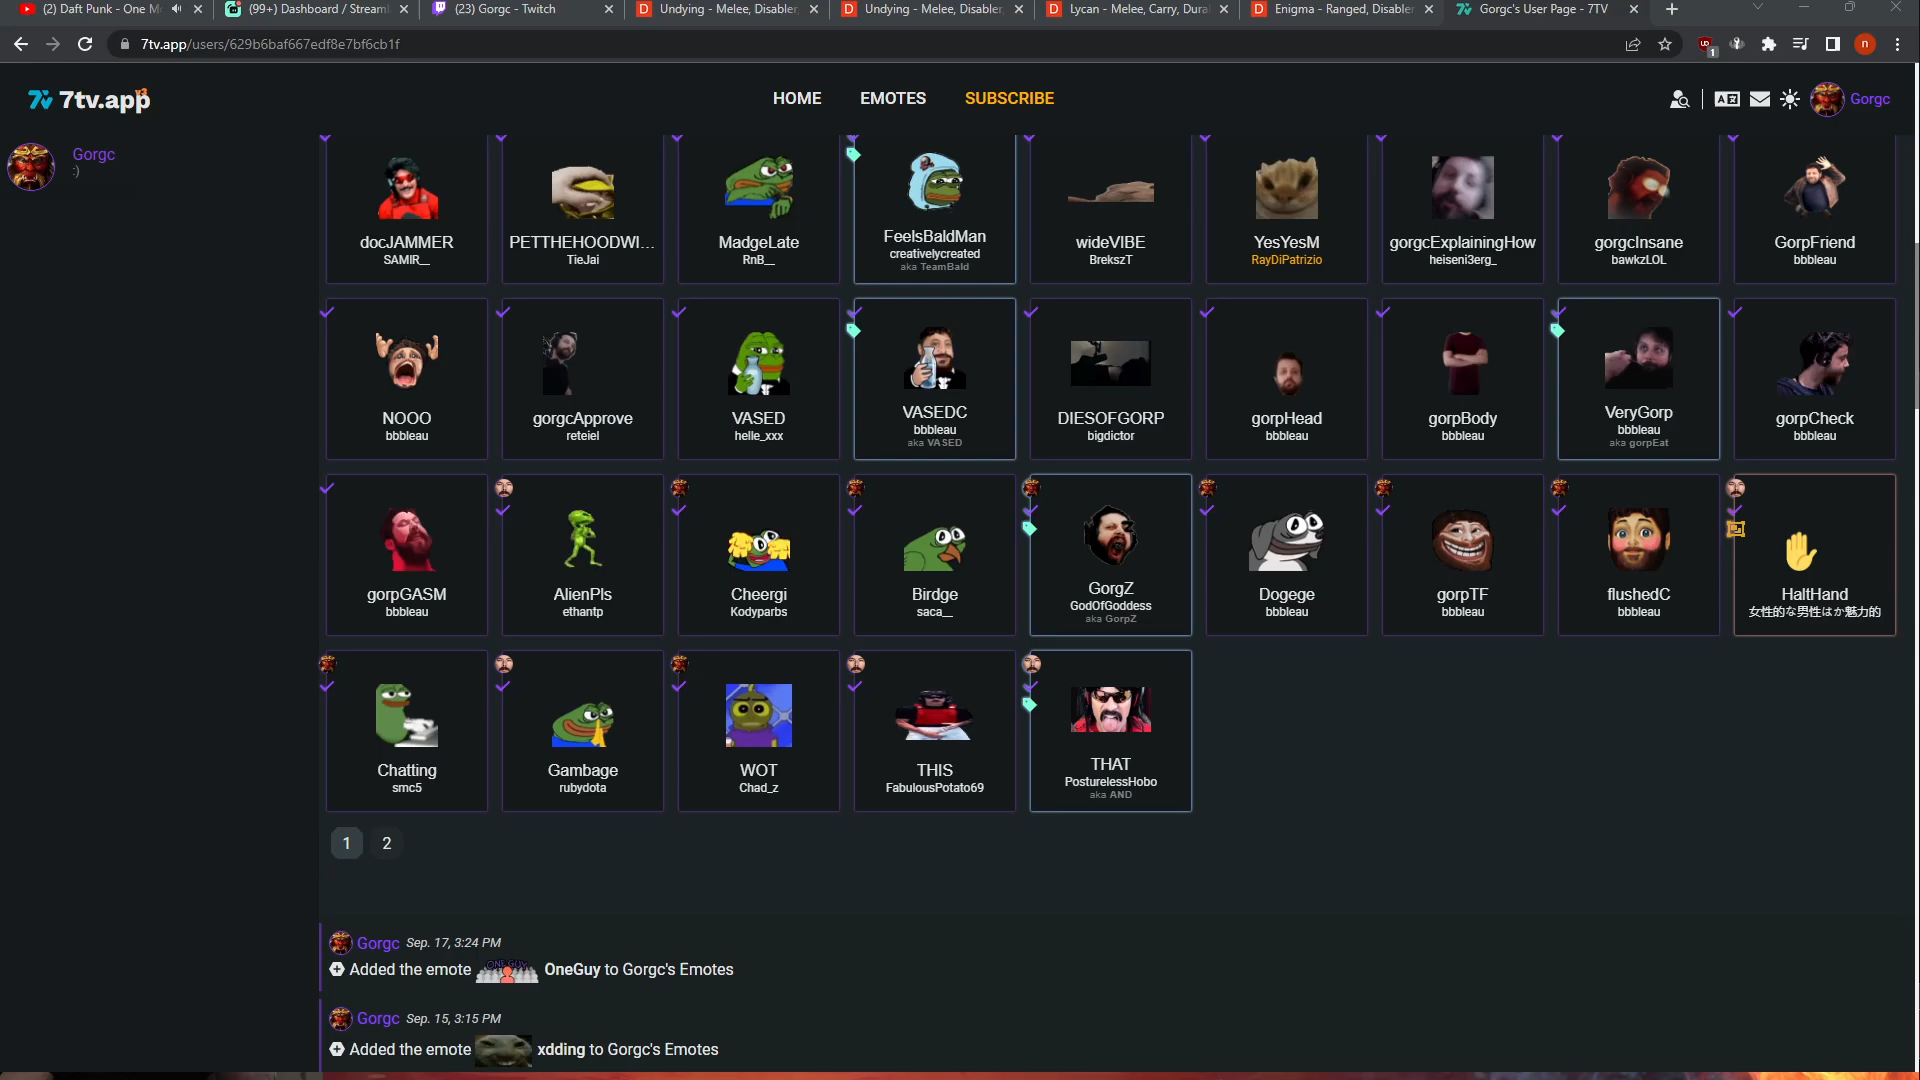 (2) Daft Punk - One M
(99+) Dashboard / Stream
(23) Gorgc - Twitch
Undying - Melee, Disabler,
Undying - Melee, Disabler,
Lycan - Melee, Carry, Dura
Enigma - Ranged, Disabler
Gorgc's User Page - 7TV
7tv.app/users/629b6baf667edf8e7bf6cb1f
1
n
7tv.app v3
HOME
EMOTES
SUBSCRIBE
Gorgc
Gorgc
:)
docJAMMER
SAMIR__
PETTHEHOODWI...
TieJai
MadgeLate
RnB__
FeelsBaldMan
creativelycreated
aka TeamBald
wideVIBE
BrekszT
YesYesM
RayDiPatrizio
gorgcExplainingHow
heiseni3erg_
gorgcInsane
bawkzLOL
GorpFriend
bbbleau
NOOO
bbbleau
gorgcApprove
reteiel
VASED
helle_xxx
VASEDC
bbbleau
aka VASED
DIESOFGORP
bigdictor
gorpHead
bbbleau
gorpBody
bbbleau
VeryGorp
bbbleau
aka gorpEat
gorpCheck
bbbleau
gorpGASM
bbbleau
AlienPls
ethantp
Cheergi
Kodyparbs
Birdge
saca__
GorgZ
GodOfGoddess
aka GorpZ
Dogege
bbbleau
gorpTF
bbbleau
flushedC
bbbleau
HaltHand
女性的な男性はか魅力的
Chatting
smc5
Gambage
rubydota
WOT
Chad_z
THIS
FabulousPotato69
THAT
PosturelessHobo
aka AND
1
2
Gorgc Sep. 17, 3:24 PM
Added the emote ONE GUY OneGuy to Gorgc's Emotes
Gorgc Sep. 15, 3:15 PM
Added the emote xdding to Gorgc's Emotes